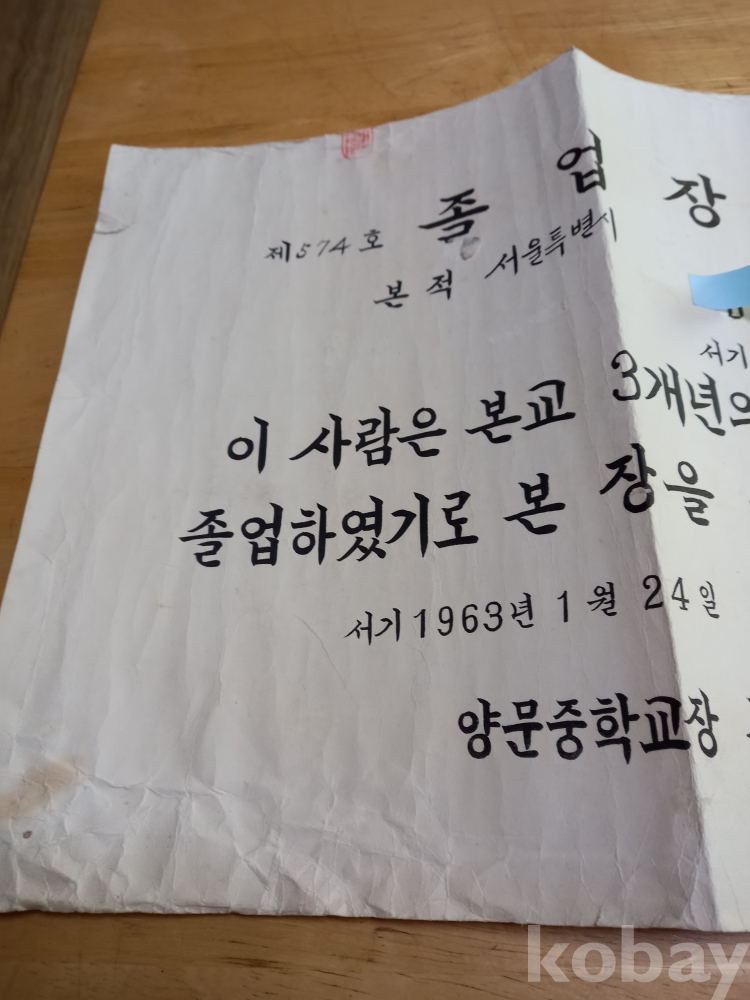 졸 업 장
제574호
본 적 서울특별시
서기
이 사람은 본교 3개년의
졸업하였기로 본 장을
서기 1963년 1월 24일
양문중학교장
kobay